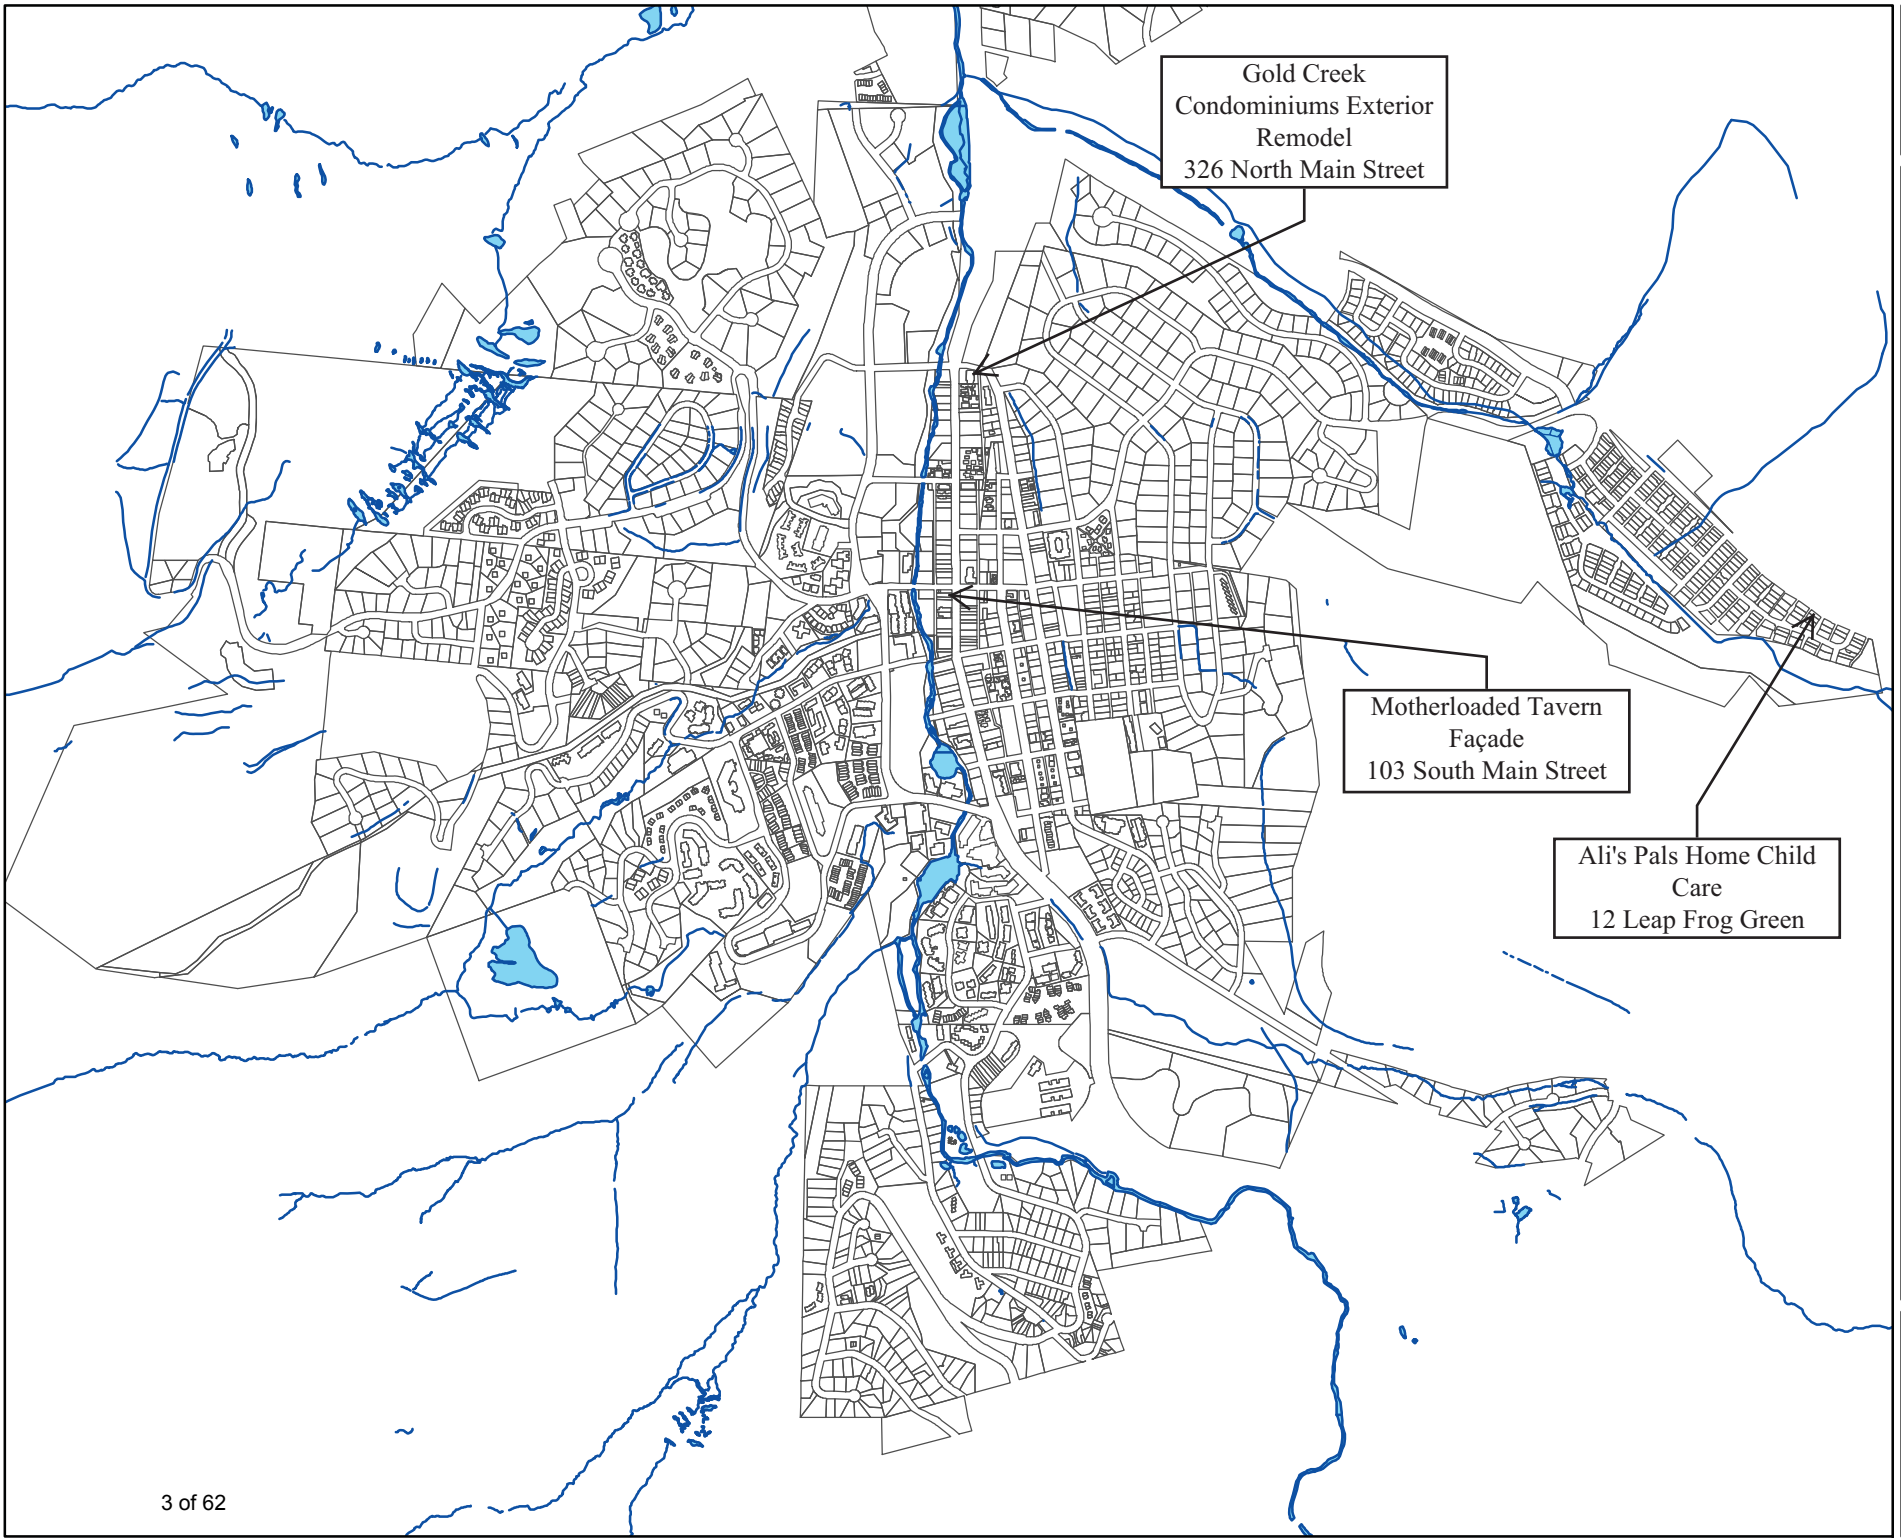 Gold Creek
Condominiums Exterior
Remodel
326 North Main Street
Motherloaded Tavern
Façade
103 South Main Street
Ali's Pals Home Child
Care
12 Leap Frog Green
3 of 62